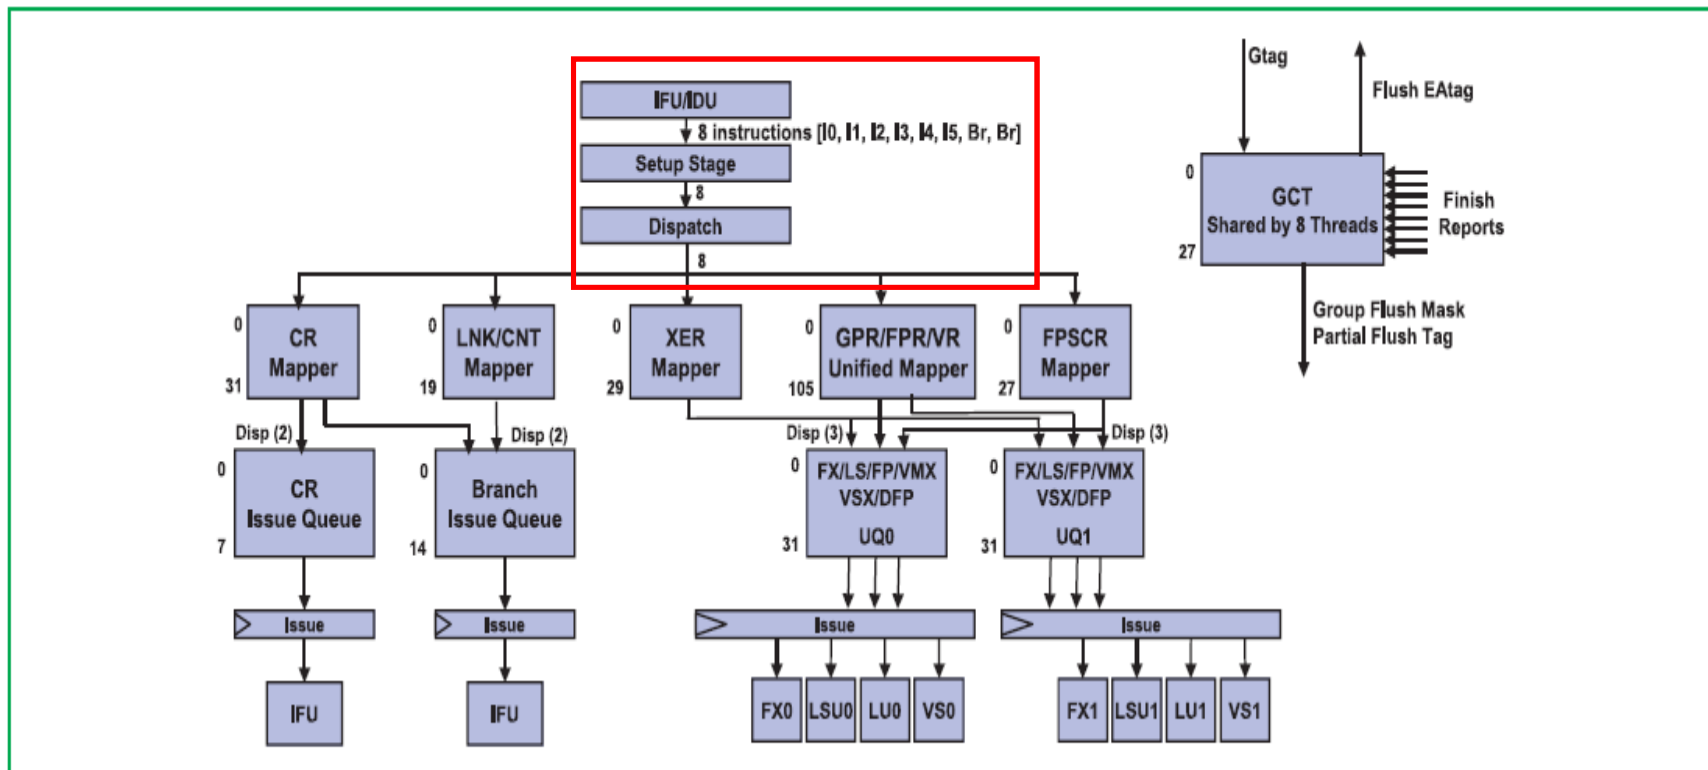 Gtag
Flush EAtag
IFU/IDU
8 instructions [I0, I1, I2, I3, I4, I5, Br, Br]
Setup Stage
8
Dispatch
8
0
GCT
Shared by 8 Threads
27
Finish
Reports
Group Flush Mask
Partial Flush Tag
0
CR
Mapper
31
0
LNK/CNT
Mapper
19
0
XER
Mapper
29
0
GPR/FPR/VR
Unified Mapper
105
0
FPSCR
Mapper
27
Disp (2)
Disp (2)
Disp (3)
Disp (3)
0
CR
Issue Queue
7
0
Branch
Issue Queue
14
0
FX/LS/FP/VMX
VSX/DFP
UQ0
31
0
FX/LS/FP/VMX
VSX/DFP
UQ1
31
Issue
Issue
Issue
Issue
IFU
IFU
FX0
LSU0
LU0
VS0
FX1
LSU1
LU1
VS1